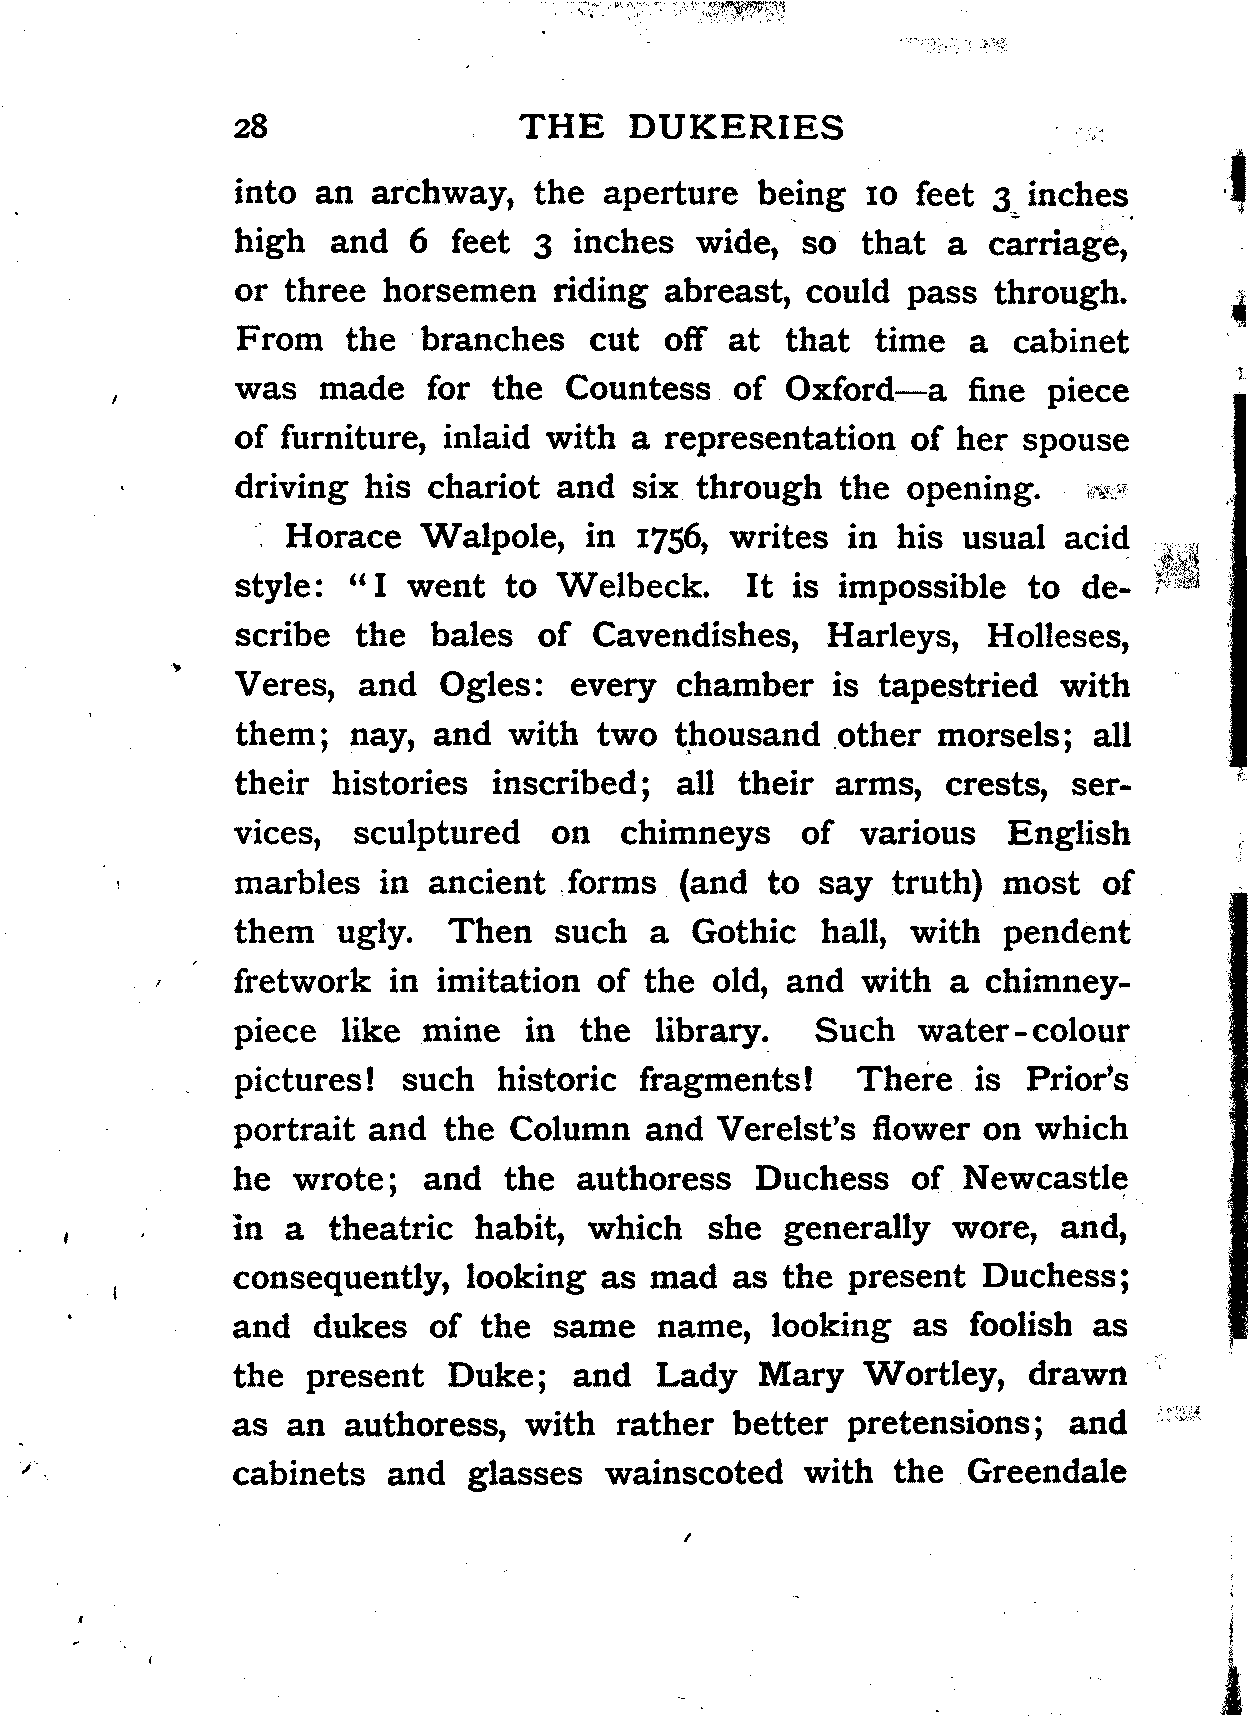 28 THE DUKERIES
into an archway, the aperture being 10 feet 3 inches
high and 6 feet 3 inches wide, so that a carriage,
or three horsemen riding abreast, could pass through.
From the branches cut off at that time a cabinet
was made for the Countess of Oxford—a fine piece
of furniture, inlaid with a representation of her spouse
driving his chariot and six through the opening.
Horace Walpole, in 1756, writes in his usual acid
style: "I went to Welbeck. It is impossible to de-
scribe the bales of Cavendishes, Harleys, Holleses,
Veres, and Ogles: every chamber is tapestried with
them; nay, and with two thousand other morsels; all
their histories inscribed; all their arms, crests, ser-
vices, sculptured on chimneys of various English
marbles in ancient forms (and to say truth) most of
them ugly. Then such a Gothic hall, with pendent
fretwork in imitation of the old, and with a chimney-
piece like mine in the library. Such water-colour
pictures! such historic fragments! There is Prior's
portrait and the Column and Verelst's flower on which
he wrote; and the authoress Duchess of Newcastle
in a theatric habit, which she generally wore, and,
consequently, looking as mad as the present Duchess;
and dukes of the same name, looking as foolish as
the present Duke; and Lady Mary Wortley, drawn
as an authoress, with rather better pretensions; and
cabinets and glasses wainscoted with the Greendale